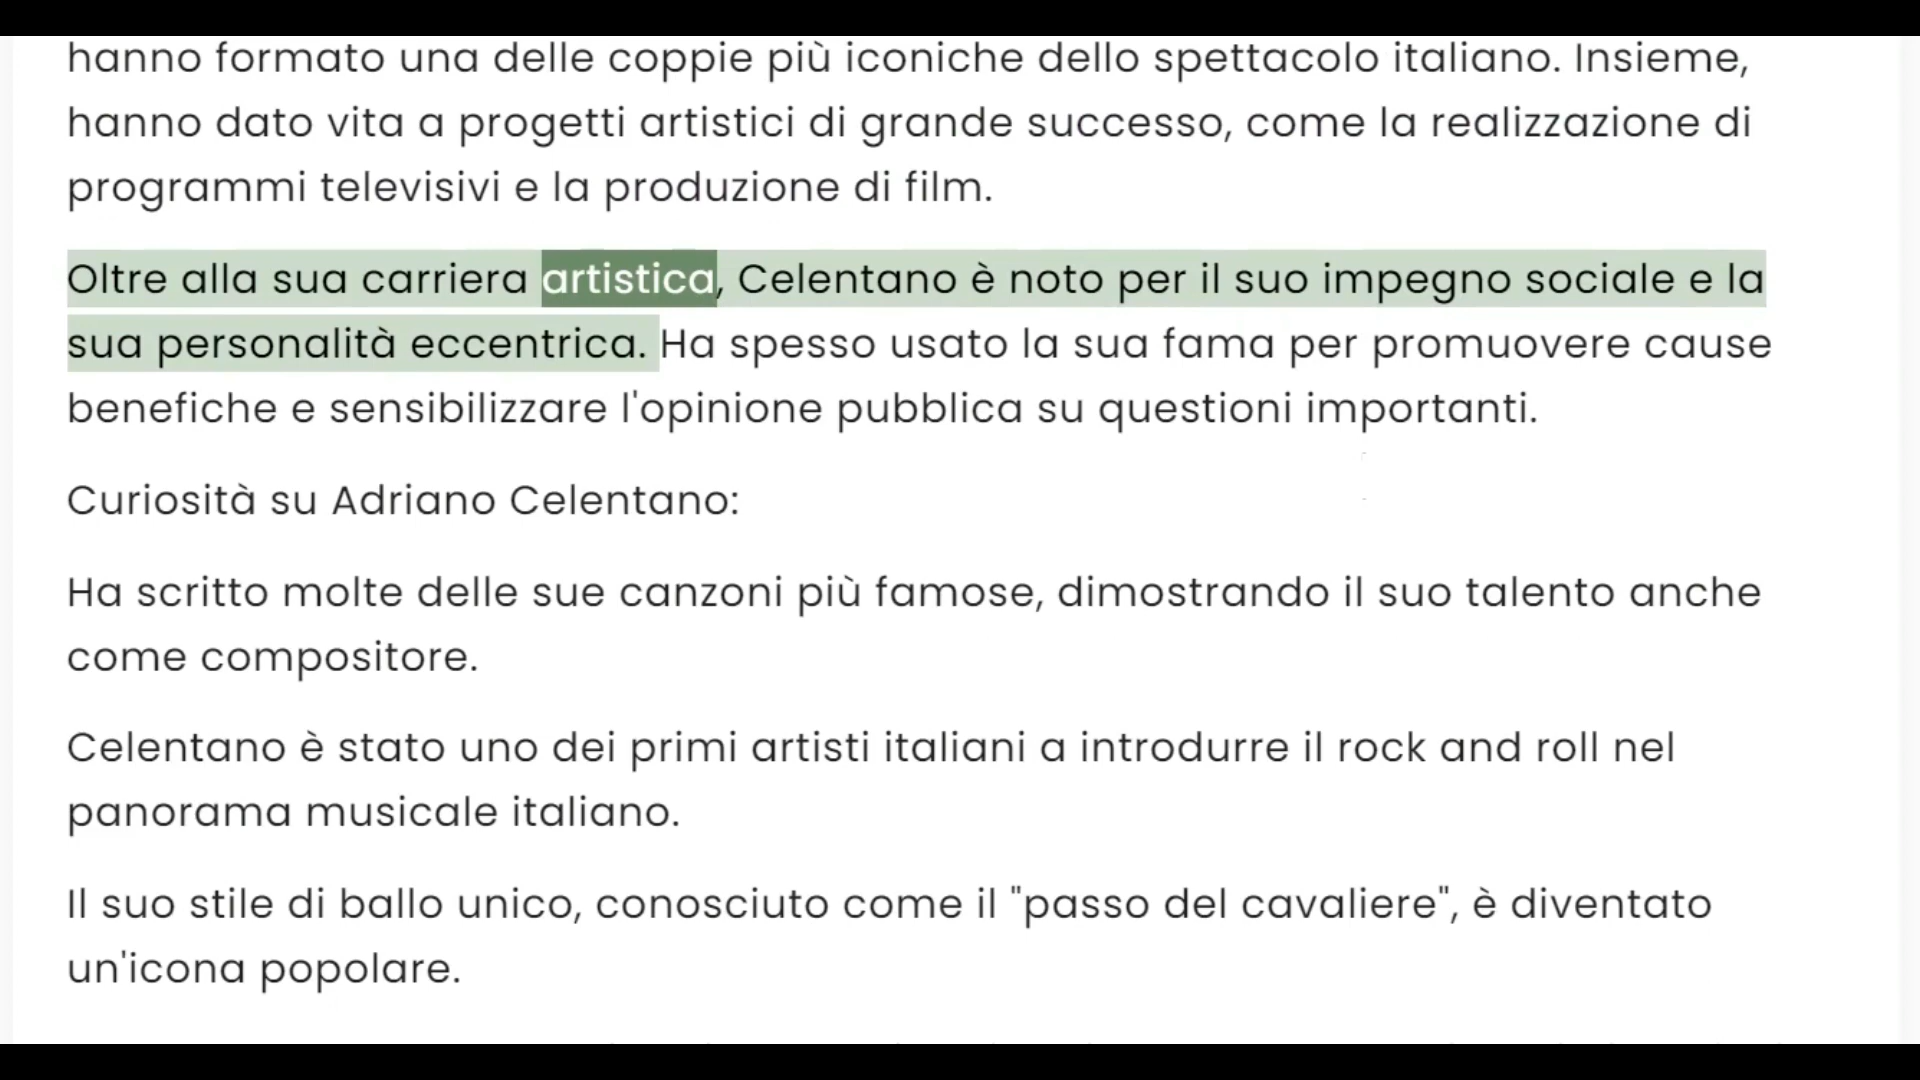 hanno formato una delle coppie più iconiche dello spettacolo italiano. Insieme,
hanno dato vita a progetti artistici di grande successo, come la realizzazione di
programmi televisivi e la produzione di film.
Oltre alla sua carriera artistica, Celentano è noto per il suo impegno sociale e la
sua personalità eccentrica. Ha spesso usato la sua fama per promuovere cause
benefiche e sensibilizzare l'opinione pubblica su questioni importanti.
Curiosità su Adriano Celentano:
Ha scritto molte delle sue canzoni più famose, dimostrando il suo talento anche
come compositore.
Celentano è stato uno dei primi artisti italiani a introdurre il rock and roll nel
panorama musicale italiano.
Il suo stile di ballo unico, conosciuto come il "passo del cavaliere", è diventato
un'icona popolare.